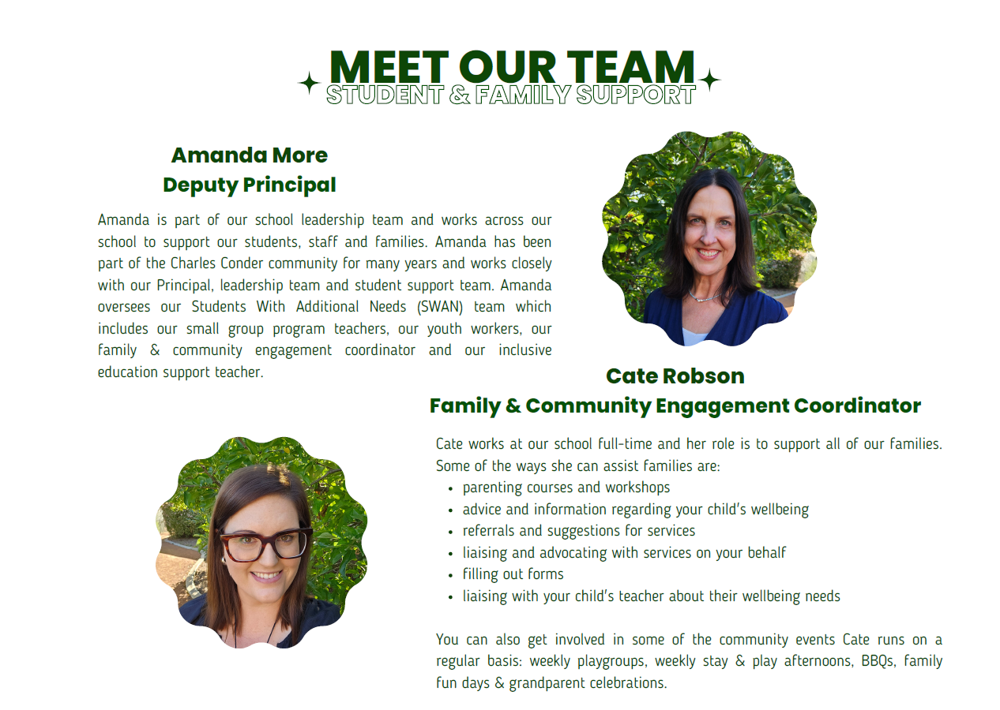 MEET OUR TEAM
STUDENT & FAMILY SUPPORT
Amanda More
Deputy Principal
Amanda is part of our school leadership team and works across our
school to support our students, staff and families. Amanda has been
part of the Charles Conder community for many years and works closely
with our Principal, leadership team and student support team. Amanda
oversees our Students With Additional Needs (SWAN) team which
includes our small group program teachers, our youth workers, our
family & community engagement coordinator and our inclusive
education support teacher.
Cate Robson
Family & Community Engagement Coordinator
Cate works at our school full-time and her role is to support all of our families.
Some of the ways she can assist families are:
• parenting courses and workshops
• advice and information regarding your child's wellbeing
• referrals and suggestions for services
• liaising and advocating with services on your behalf
• filling out forms
• liaising with your child's teacher about their wellbeing needs
You can also get involved in some of the community events Cate runs on a
regular basis: weekly playgroups, weekly stay & play afternoons, BBQs, family
fun days & grandparent celebrations.